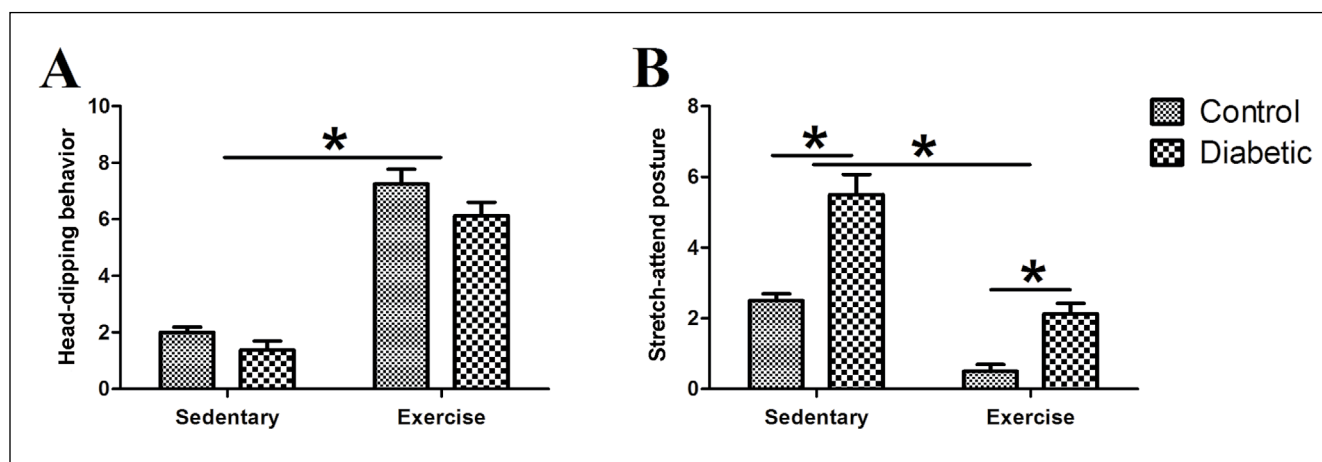 A
Head-dipping behavior
10
8
6
4
2
0
*
Sedentary
Exercise
B
Stretch-attend posture
8
6
4
2
0
*
*
*
Sedentary
Exercise
Control
Diabetic